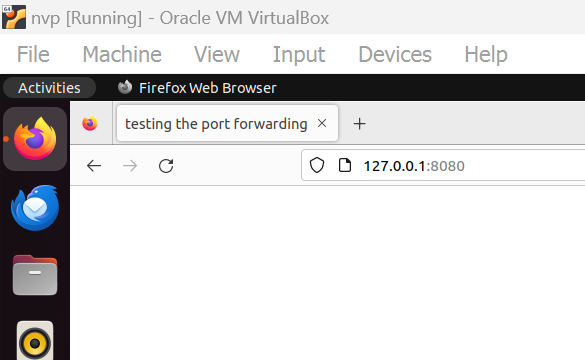 64
nvp [Running] - Oracle VM VirtualBox
File Machine View Input Devices Help
Activities Firefox Web Browser
testing the port forwarding
127.0.0.1:8080